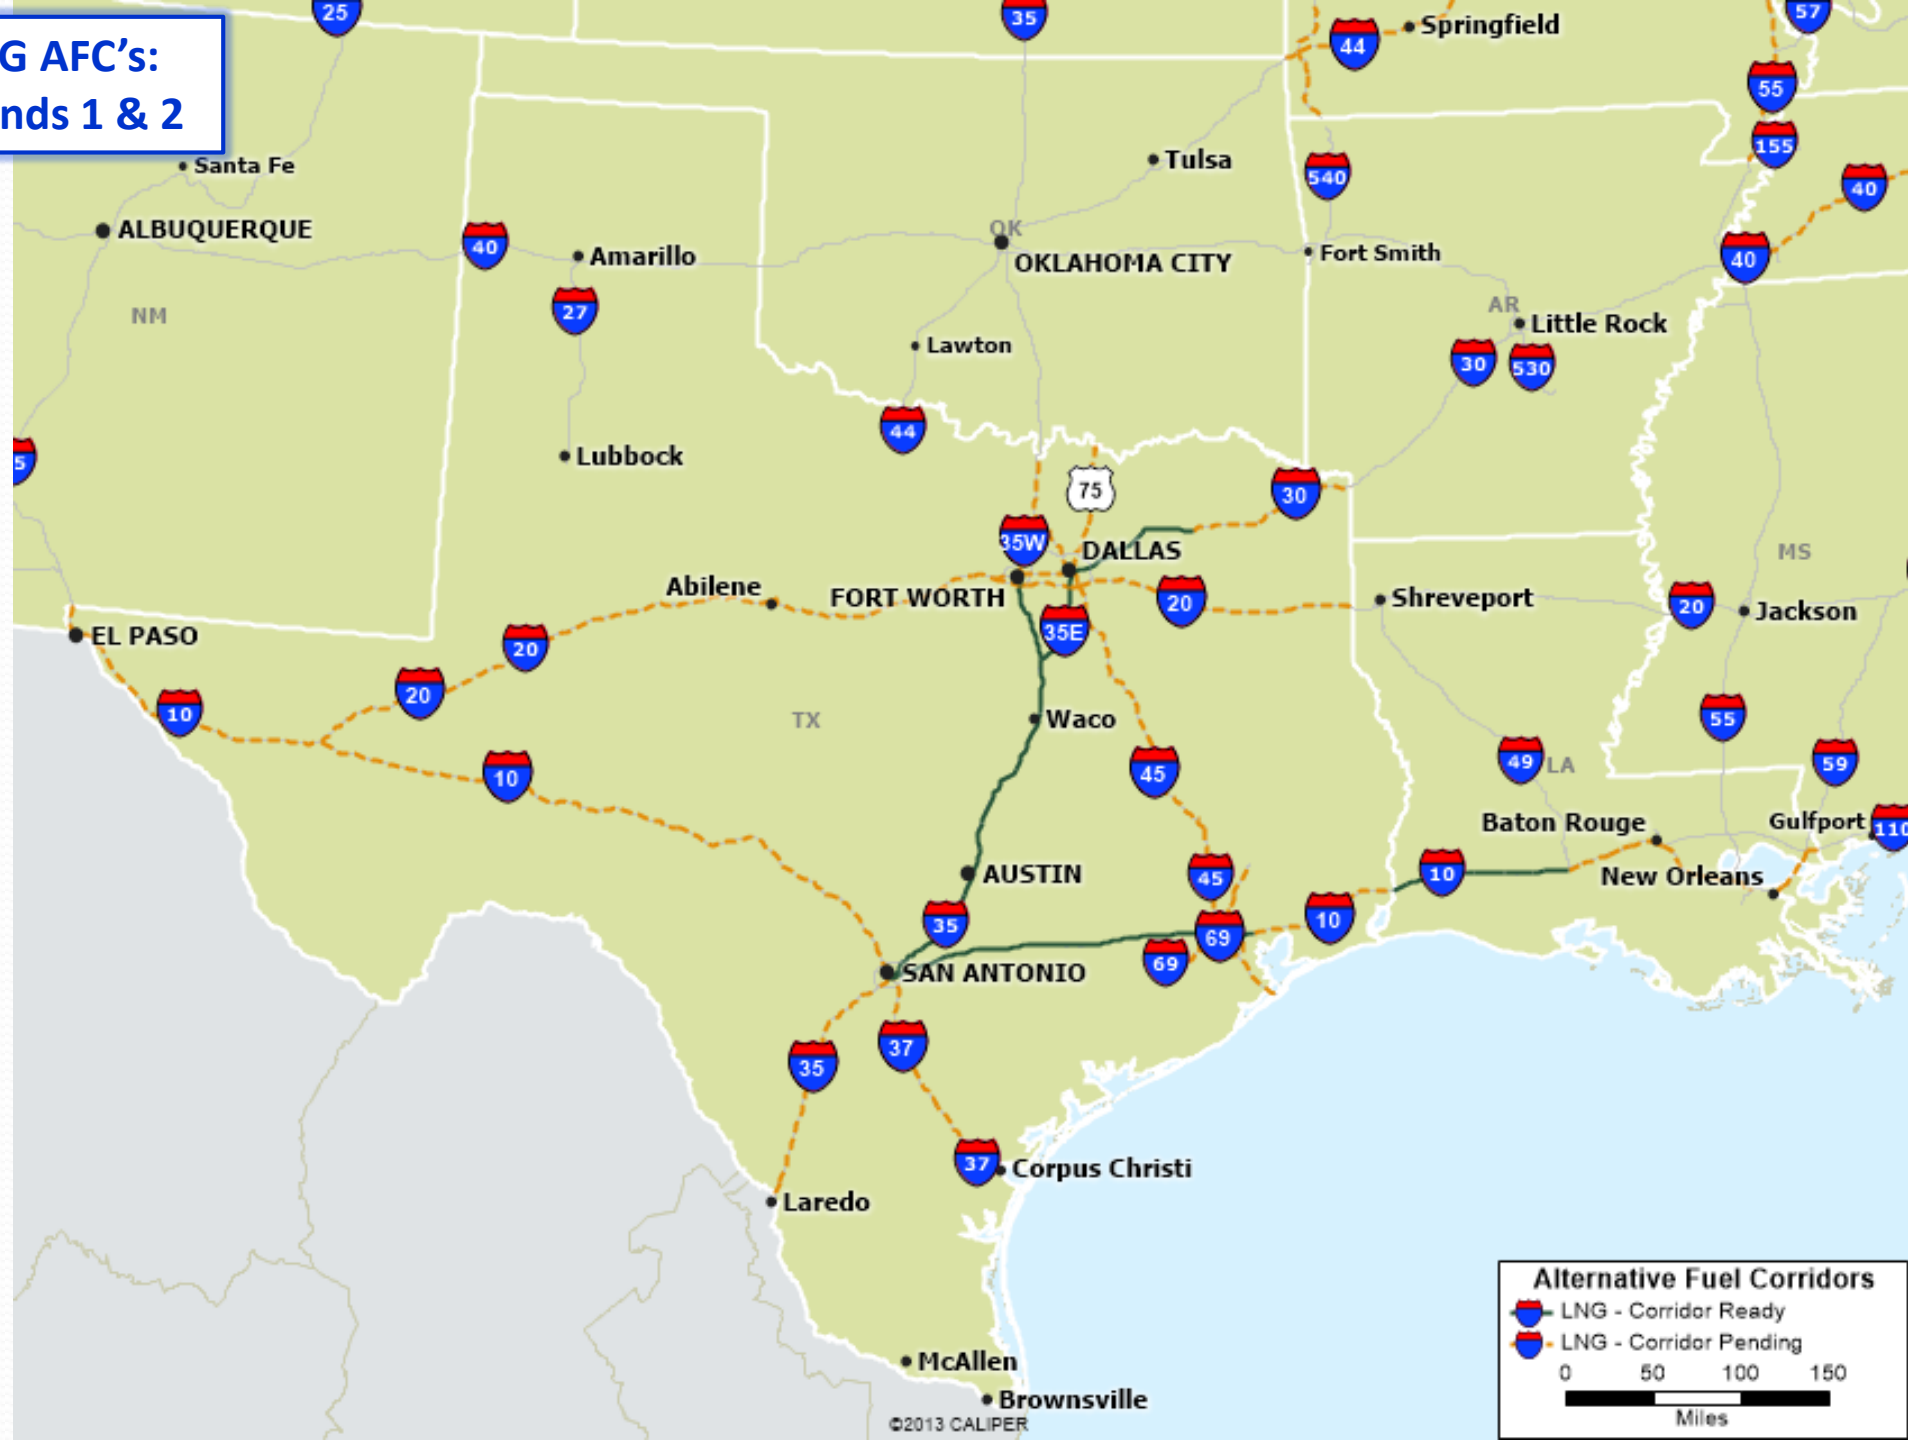 G AFC's:
nds 1 & 2
25
35
44
Springfield
57
55
155
Santa Fe
Tulsa
540
40
ALBUQUERQUE
40
Amarillo
OK
OKLAHOMA CITY
Fort Smith
40
NM
27
AR
Little Rock
Lawton
30
530
44
5
Lubbock
75
30
35W
DALLAS
MS
Abilene
FORT WORTH
20
Shreveport
20
Jackson
EL PASO
20
35E
20
10
TX
Waco
55
10
45
49
LA
59
Baton Rouge
Gulfport
110
AUSTIN
45
10
New Orleans
35
69
10
SAN ANTONIO
69
35
37
37
Corpus Christi
Laredo
McAllen
Brownsville
©2013 CALIPER
Alternative Fuel Corridors
LNG - Corridor Ready
LNG - Corridor Pending
0 50 100 150
Miles